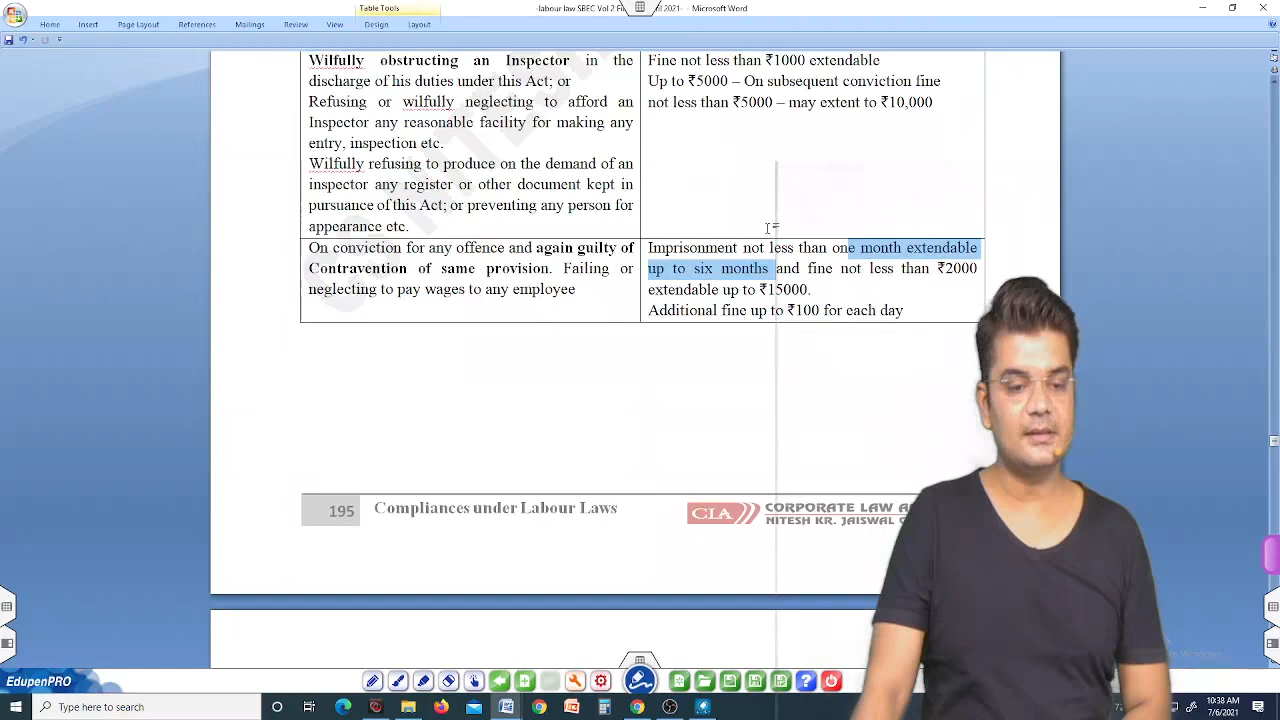 Table Tools
-labour law SBEC Vol 2 F
il 2021- - Microsoft Word
Home Insert Page Layout References Mailings Review View Design Layout
Wilfully obstructing an Inspector in the
discharge of his duties under this Act; or
Refusing or wilfully neglecting to afford an
Inspector any reasonable facility for making any
entry, inspection etc.
Wilfully refusing to produce on the demand of an
inspector any register or other document kept in
pursuance of this Act; or preventing any person for
appearance etc.
Fine not less than ₹1000 extendable
Up to ₹5000 – On subsequent conviction fine
not less than ₹5000 – may extent to ₹10,000
On conviction for any offence and again guilty of
Contravention of same provision. Failing or
neglecting to pay wages to any employee
Imprisonment not less than one month extendable
up to six months and fine not less than ₹2000
extendable up to ₹15000.
Additional fine up to ₹100 for each day
195 Compliances under Labour Laws
CIA CORPORATE LAW A
NITESH KR. JAISWAL C
Windows
EdupenPRO
Type here to search
10:38 AM
7/6/2021